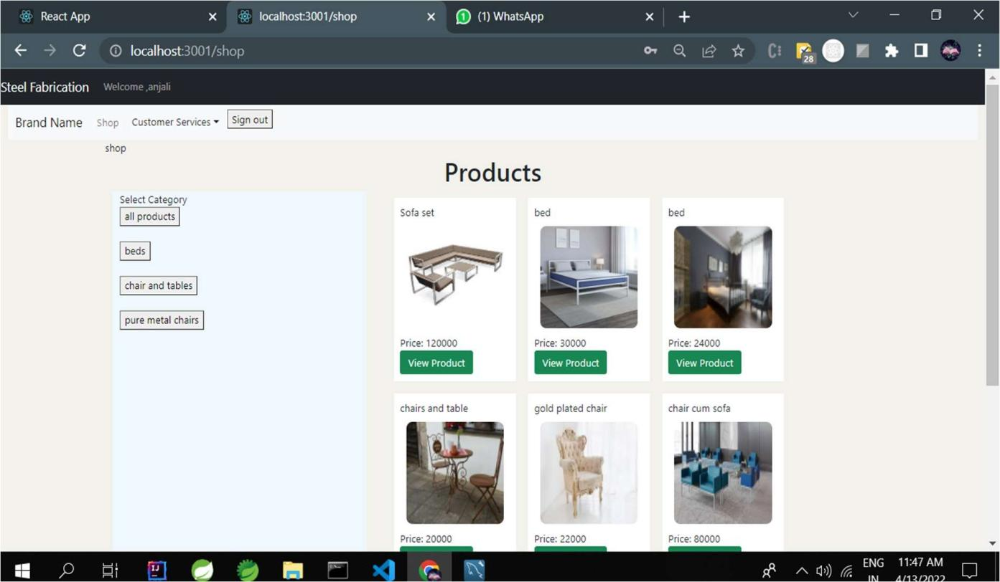 React App
localhost:3001/shop
(1) WhatsApp
localhost:3001/shop
28
Steel Fabrication Welcome ,anjali
Brand Name Shop Customer Services Sign out
shop
Products
Select Category
all products
beds
chair and tables
pure metal chairs
Sofa set bed bed
Price: 120000 Price: 30000 Price: 24000
View Product View Product View Product
chairs and table gold plated chair chair cum sofa
Price: 20000 Price: 22000 Price: 80000
ENG 11:47 AM
IN 4/13/2022